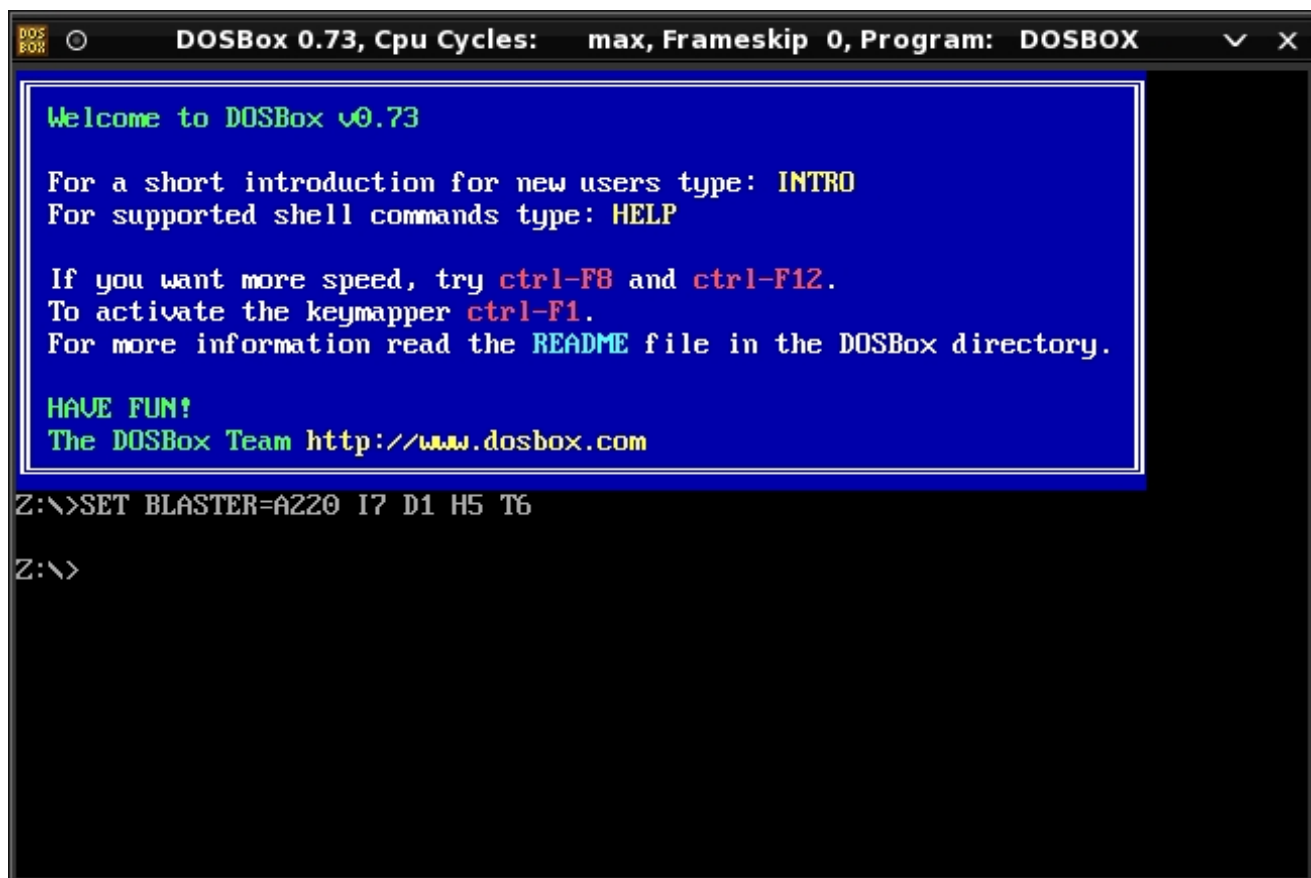 DOS BOX DOSBox 0.73, Cpu Cycles: max, Frameskip 0, Program: DOSBOX
Welcome to DOSBox v0.73
For a short introduction for new users type: INTRO
For supported shell commands type: HELP
If you want more speed, try ctrl-F8 and ctrl-F12.
To activate the keymapper ctrl-F1.
For more information read the README file in the DOSBox directory.
HAVE FUN!
The DOSBox Team http://www.dosbox.com
Z:\>SET BLASTER=A220 I7 D1 H5 T6
Z:\>